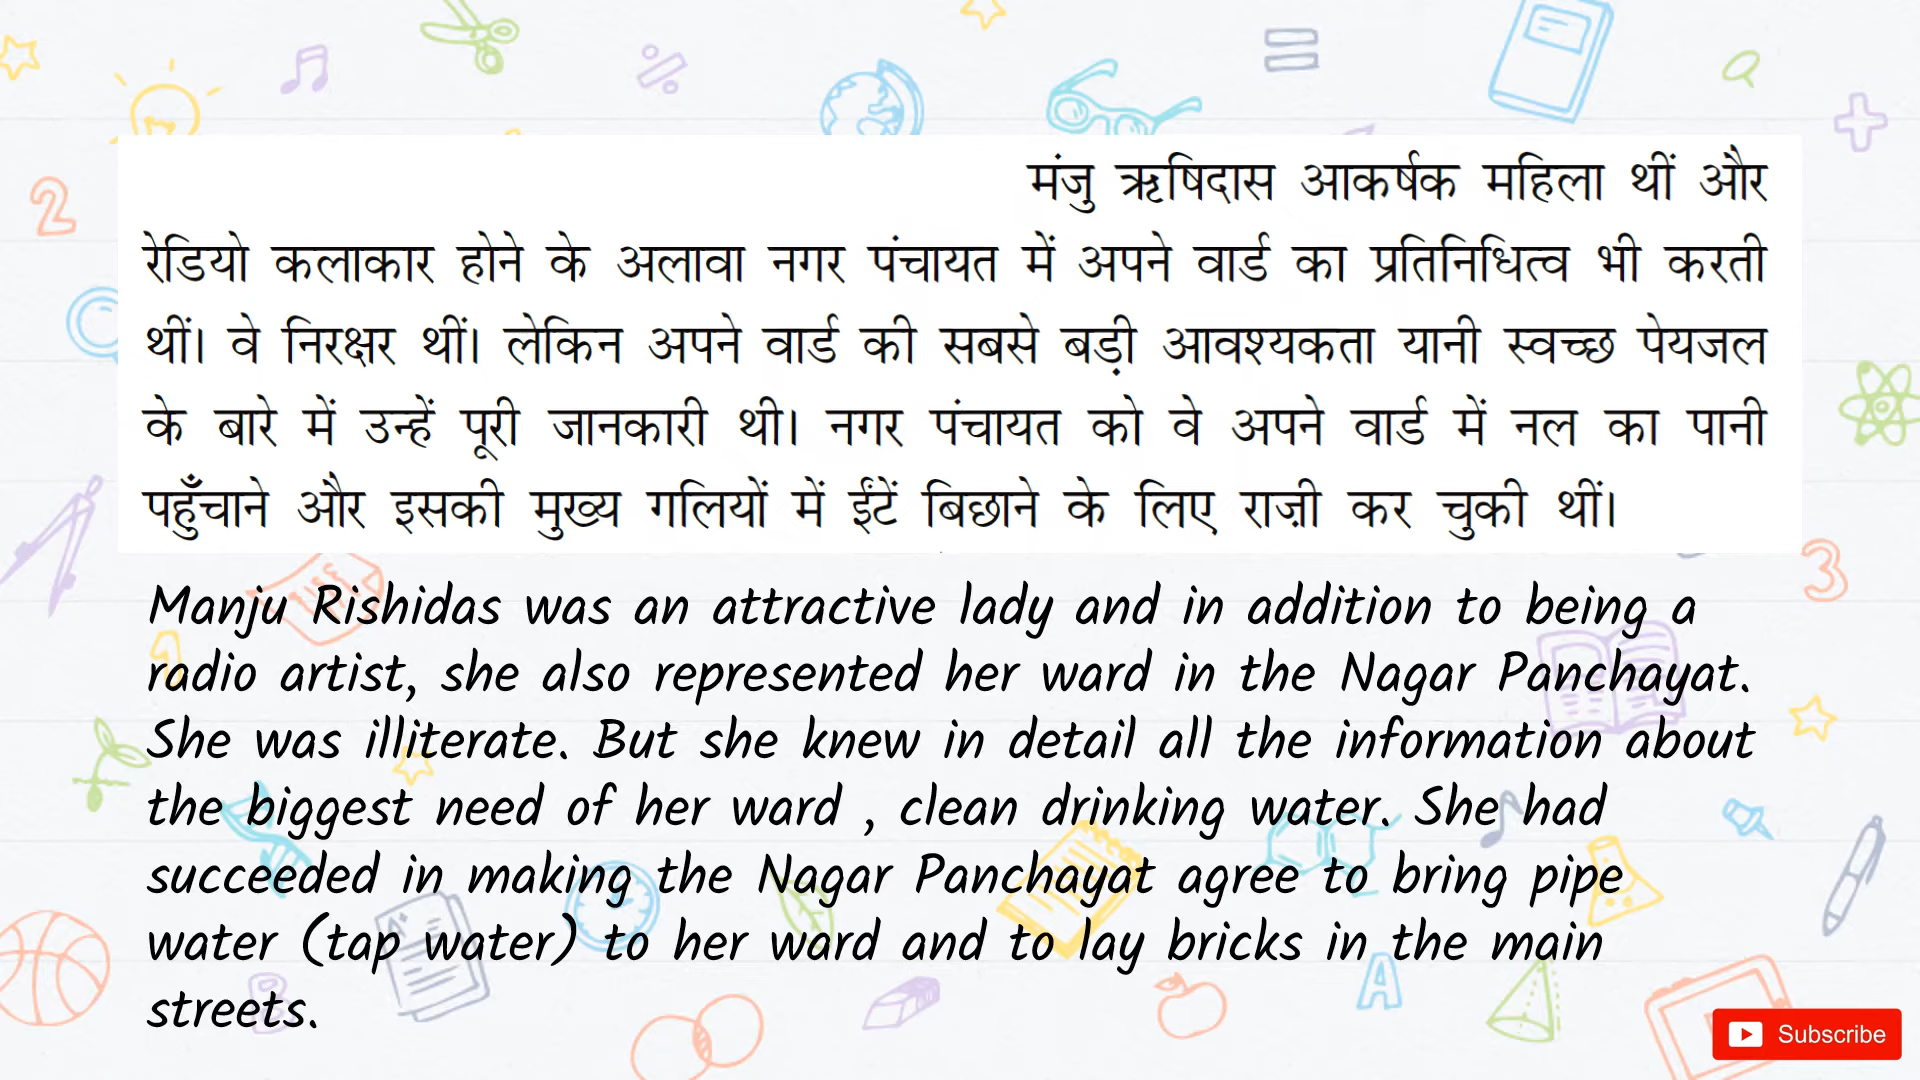 मंजु ऋषिदास आकर्षक महिला थीं और
रेडियो कलाकार होने के अलावा नगर पंचायत में अपने वार्ड का प्रतिनिधित्व भी करती
थीं। वे निरक्षर थीं। लेकिन अपने वार्ड की सबसे बड़ी आवश्यकता यानी स्वच्छ पेयजल
के बारे में उन्हें पूरी जानकारी थी। नगर पंचायत को वे अपने वार्ड में नल का पानी
पहुँचाने और इसकी मुख्य गलियों में ईंटें बिछाने के लिए राज़ी कर चुकी थीं।
Manju Rishidas was an attractive lady and in addition to being a
radio artist, she also represented her ward in the Nagar Panchayat.
She was illiterate. But she knew in detail all the information about
the biggest need of her ward , clean drinking water. She had
succeeded in making the Nagar Panchayat agree to bring pipe
water (tap water) to her ward and to lay bricks in the main
streets.
Subscribe